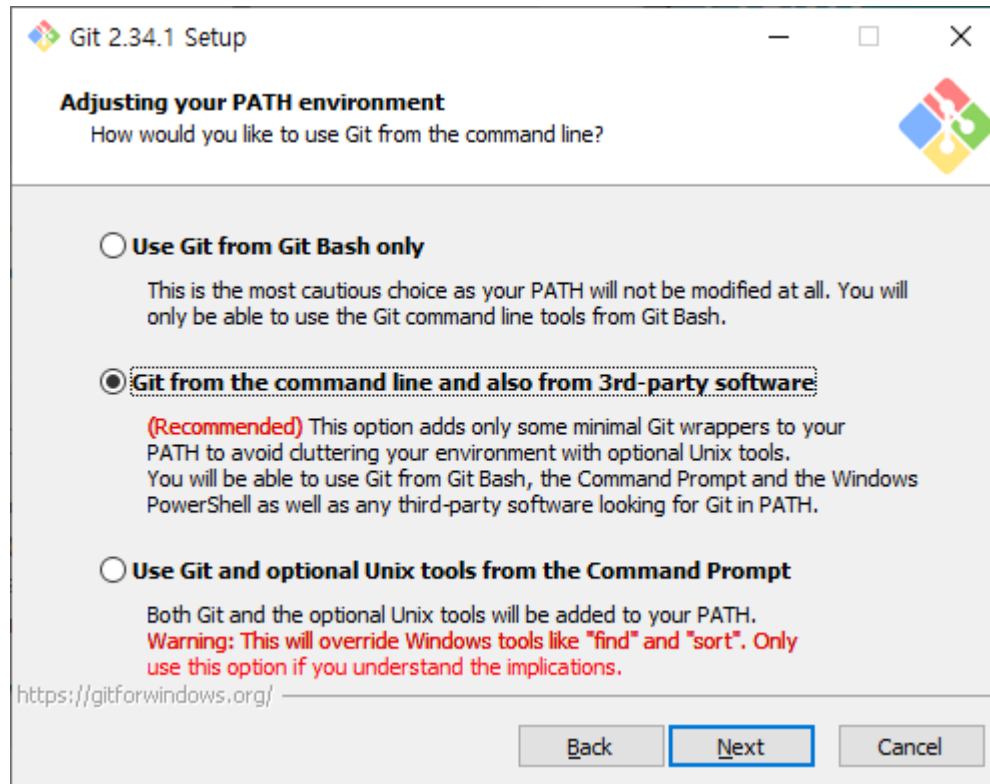 Git 2.34.1 Setup
Adjusting your PATH environment
How would you like to use Git from the command line?
Use Git from Git Bash only
This is the most cautious choice as your PATH will not be modified at all. You will
only be able to use the Git command line tools from Git Bash.
Git from the command line and also from 3rd-party software
(Recommended) This option adds only some minimal Git wrappers to your
PATH to avoid cluttering your environment with optional Unix tools.
You will be able to use Git from Git Bash, the Command Prompt and the Windows
PowerShell as well as any third-party software looking for Git in PATH.
Use Git and optional Unix tools from the Command Prompt
Both Git and the optional Unix tools will be added to your PATH.
Warning: This will override Windows tools like "find" and "sort". Only
use this option if you understand the implications.
https://gitforwindows.org/
Back Next Cancel